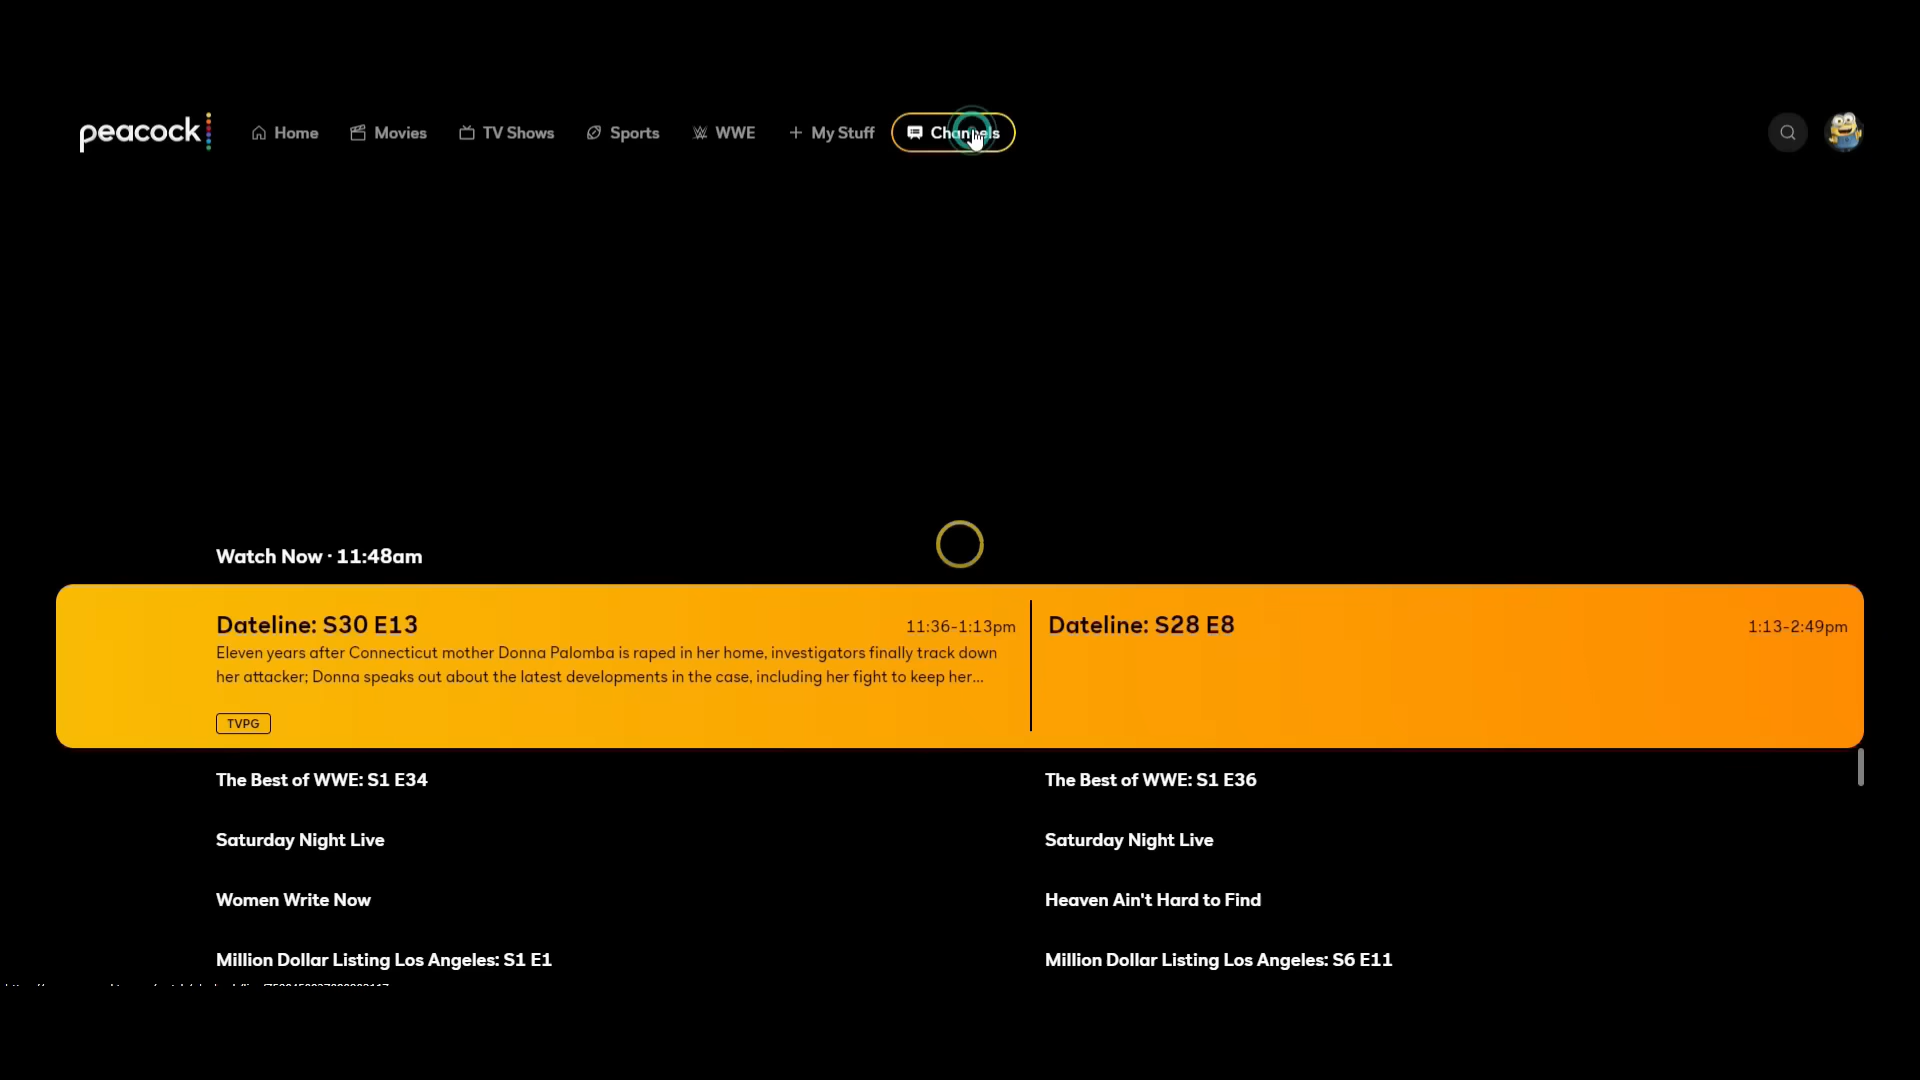 peacock
Home
Movies
TV Shows
Sports
WWE
My Stuff
Channels
Watch Now · 11:48am
Dateline: S30 E13
11:36-1:13pm
Eleven years after Connecticut mother Donna Palomba is raped in her home, investigators finally track down
her attacker; Donna speaks out about the latest developments in the case, including her fight to keep her...
TVPG
Dateline: S28 E8
1:13-2:49pm
The Best of WWE: S1 E34
The Best of WWE: S1 E36
Saturday Night Live
Saturday Night Live
Women Write Now
Heaven Ain't Hard to Find
Million Dollar Listing Los Angeles: S1 E1
Million Dollar Listing Los Angeles: S6 E11